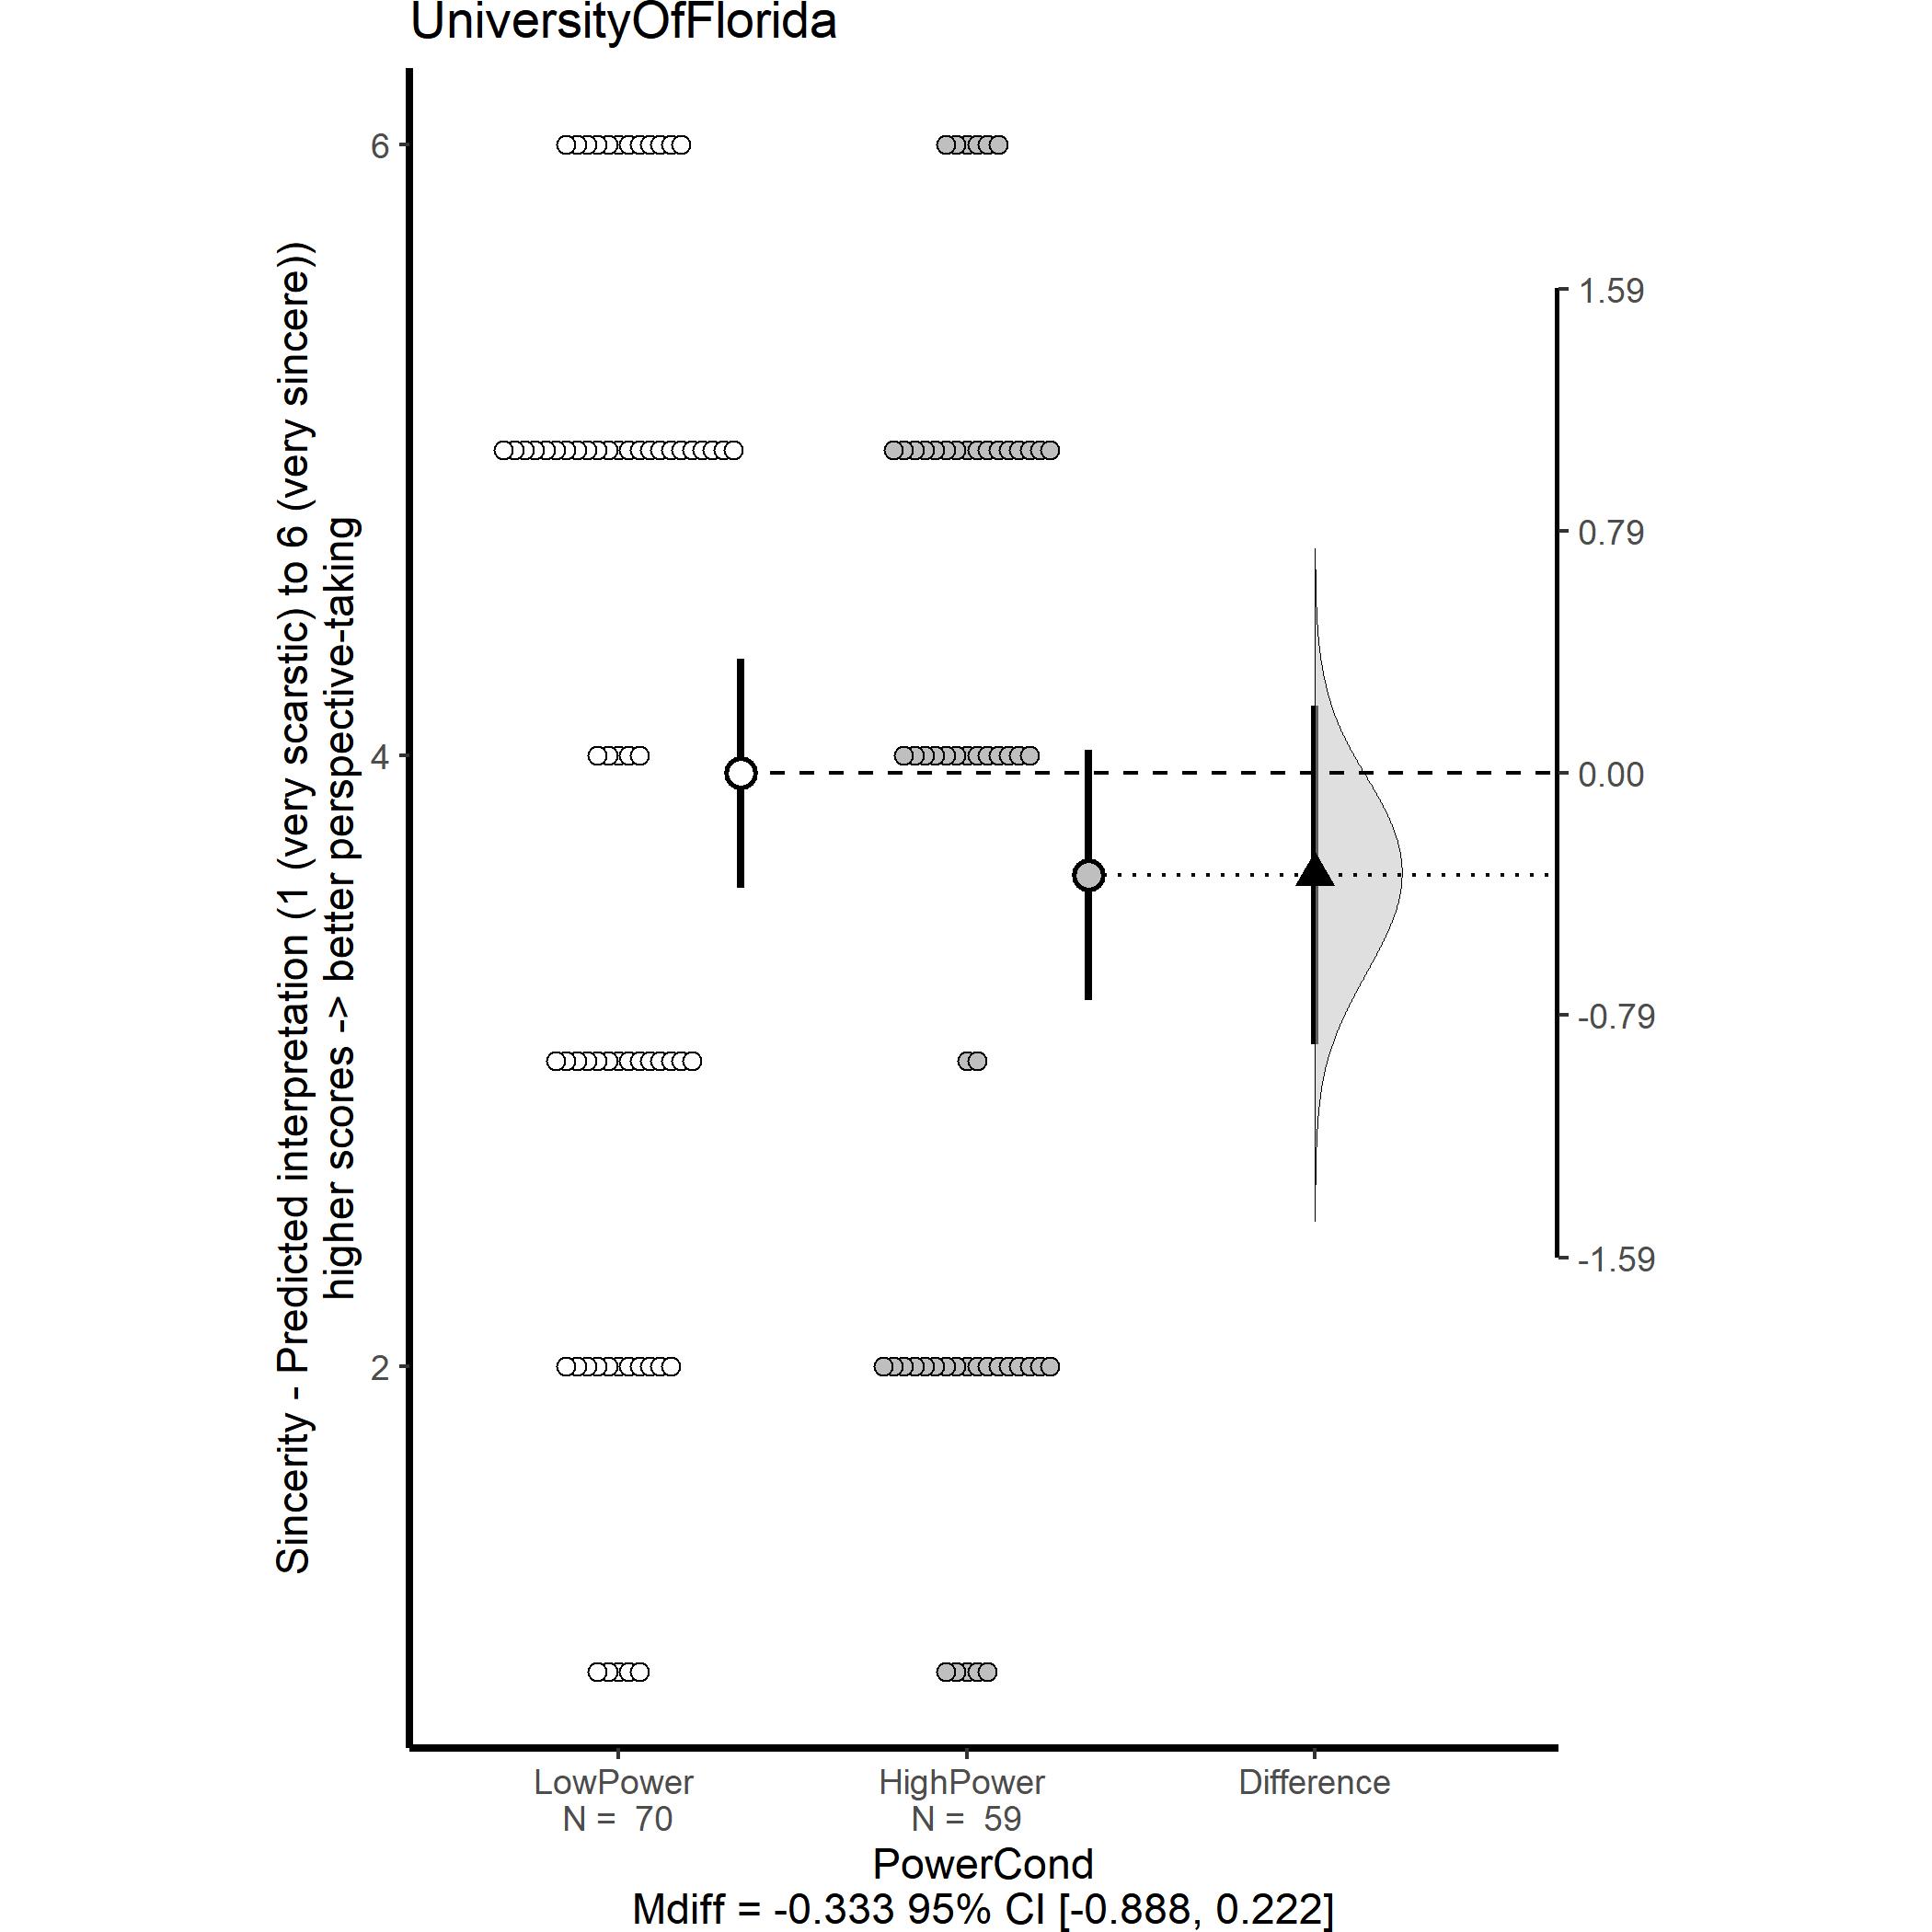 UniversityOfFlorida
Sincerity - Predicted interpretation (1 (very scarstic) to 6 (very sincere))
higher scores -> better perspective-taking
6
4
2
1.59
0.79
0.00
-0.79
-1.59
LowPower
N =  70
HighPower
N =  59
Difference
PowerCond
Mdiff = -0.333 95% CI [-0.888, 0.222]